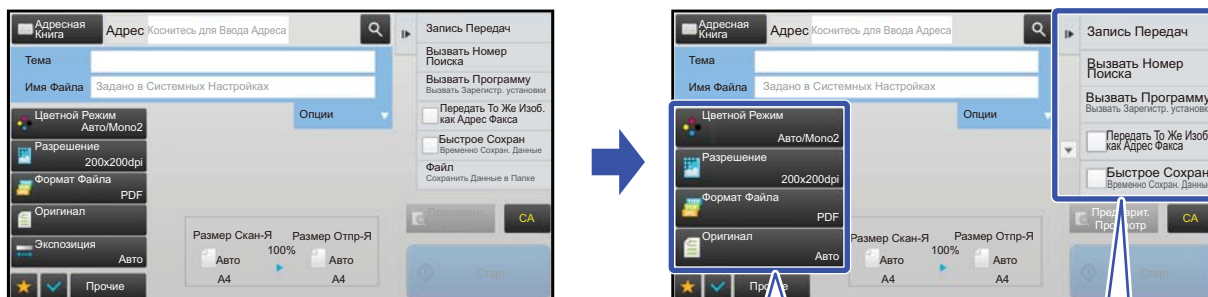 Адресная
Книга
Адрес
Коснитесь для Ввода Адреса
Запись Передач
Тема
Вызвать Номер
Поиска
Имя Файла
Задано в Системных Настройках
Вызвать Программу
Вызвать Зарегистр. установки
Цветной Режим
Авто/Mono2
Опции
Передать То Же Изоб.
как Адрес Факса
Разрешение
200x200dpi
Быстрое Сохран
Временно Сохран. Данные
Формат Файла
PDF
Файл
Сохранить Данные в Папке
Оригинал
Предварит.
CA
Экспозиция
Авто
Размер Скан-Я
Размер Отпр-Я
100%
Авто
Авто
A4
A4
Старт
Прочие
Адресная
Книга
Адрес
Коснитесь для Ввода Адреса
Запись Передач
Тема
Вызвать Номер
Поиска
Имя Файла
Задано в Системных Настройках
Вызвать Программу
Вызвать Зарегистр. установки
Цветной Режим
Авто/Mono2
Опции
Передать То Же Изоб
как Адрес Факса
Разрешение
200x200dpi
Быстрое Сохран
Временно Сохран. Данные
Формат Файла
PDF
Оригинал
Авто
Предварит.
Просмотр
CA
Размер Скан-Я
Размер Отпр-Я
100%
Авто
Авто
A4
A4
Старт
Прочие